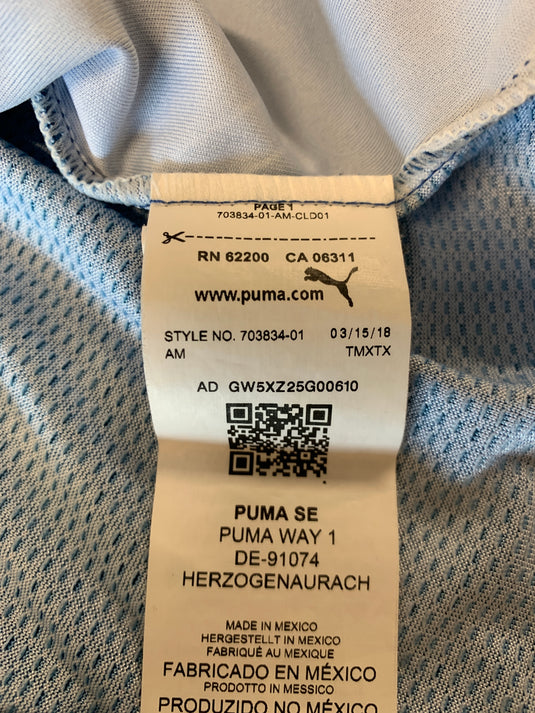 PAGE 1
703834-01-AM-CLD01
RN 62200 CA 06311
www.puma.com
STYLE NO. 703834-01 03/15/18
AM TMXTX
AD GW5XZ25G00610
PUMA SE
PUMA WAY 1
DE-91074
HERZOGENAURACH
MADE IN MEXICO
HERGESTELLT IN MEXICO
FABRIQUÉ AU MEXIQUE
FABRICADO EN MÉXICO
PRODOTTO IN MESSICO
PRODUZIDO NO MÉXICO